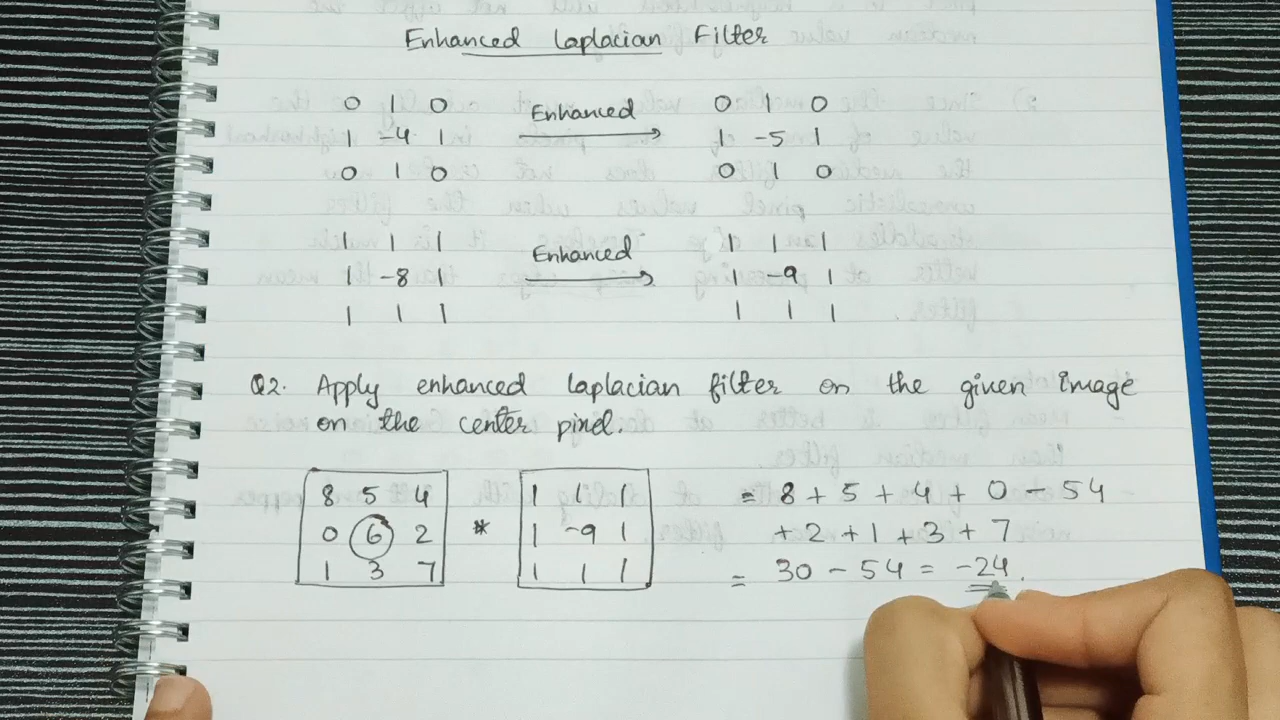 Enhanced Laplacian Filter
0 1 0 Enhanced 0 1 0
1 -4 1 → 1 -5 1
0 1 0 0 1 0
1 1 1 Enhanced 1 1 1
1 -8 1 → 1 -9 1
1 1 1 1 1 1
Q2. Apply enhanced laplacian filter on the given image
on the center pixel.
8 5 4 1 1 1 = 8 + 5 + 4 + 0 - 54
0 6 2 * 1 -9 1 + 2 + 1 + 3 + 7
1 3 7 1 1 1 = 30 - 54 = -24.